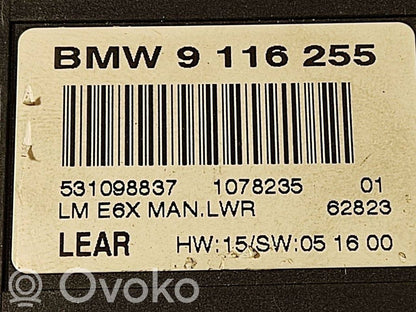 BMW 9 116 255
531098837 1078235 01
LM E6X MAN.LWR 62823
LEAR HW:15/SW:05 16 00
Ovoko